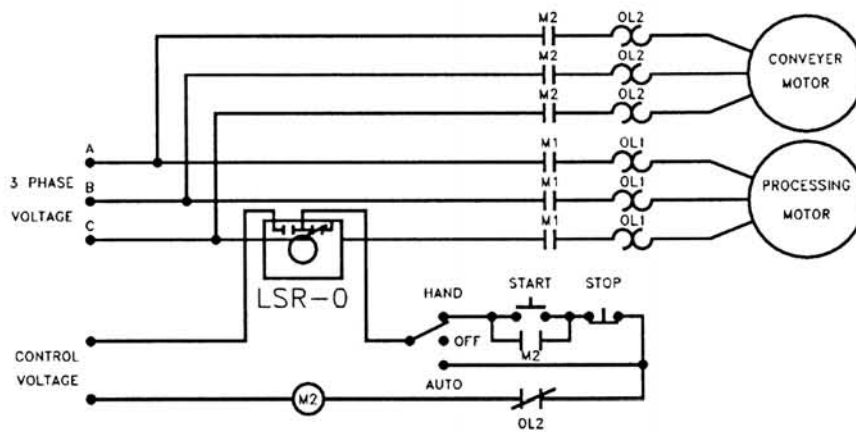 M2 OL2
M2 OL2
CONVEYER
MOTOR
M2 OL2
A
M1 OL1
3 PHASE
B
M1 OL1
PROCESSING
VOLTAGE
MOTOR
C
M1 OL1
LSR-0
HAND
START
STOP
OFF
M2
CONTROL
VOLTAGE
AUTO
M2
OL2